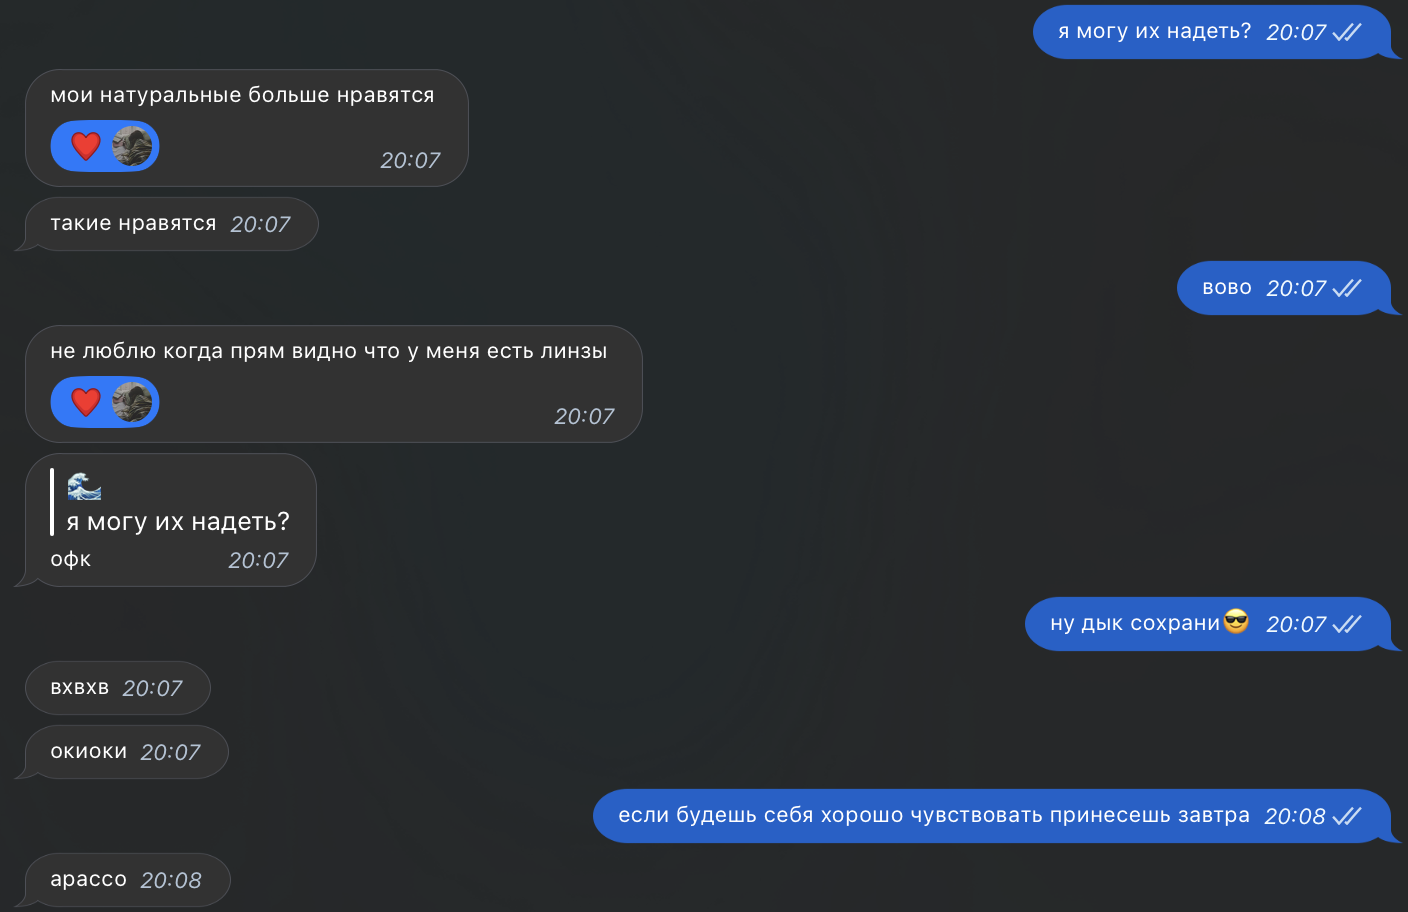 я могу их надеть? 20:07
мои натуральные больше нравятся
❤️ 20:07
такие нравятся 20:07
вово 20:07
не люблю когда прям видно что у меня есть линзы
❤️ 20:07
🌊
я могу их надеть?
офк 20:07
ну дык сохрани😎 20:07
вхвхв 20:07
окиоки 20:07
если будешь себя хорошо чувствовать принесешь завтра 20:08
арассо 20:08